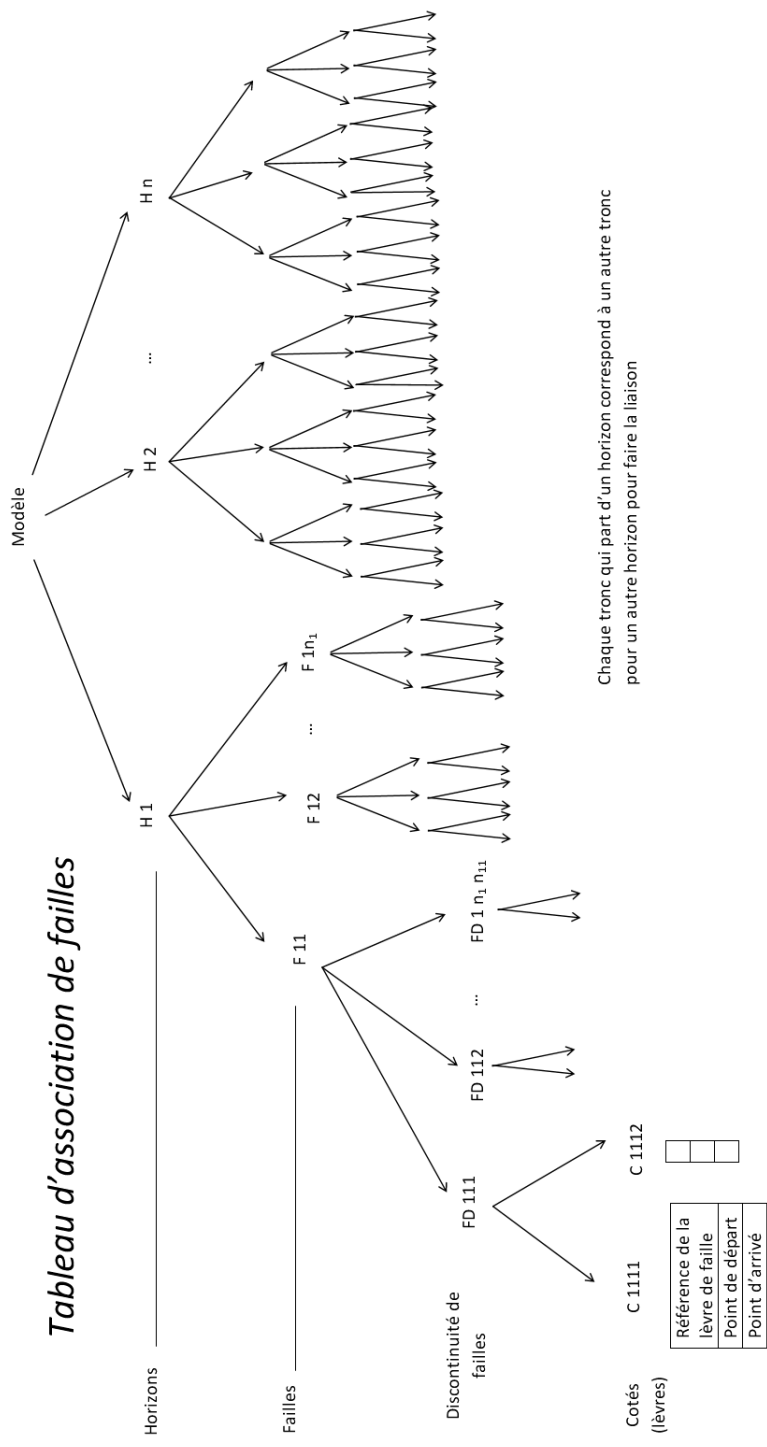 Tableau d’association de failles
Modèle
Horizons
H 1
H 2
...
H n
Failles
F 11
F 12
...
F 1n₁
Discontinuité de
failles
FD 111
FD 112
...
FD 1 n₁ n₁₁
Cotés
(lèvres)
C 1111
C 1112
Référence de la
lèvre de faille
Point de départ
Point d’arrivé
Chaque tronc qui part d’un horizon correspond à un autre tronc
pour un autre horizon pour faire la liaison